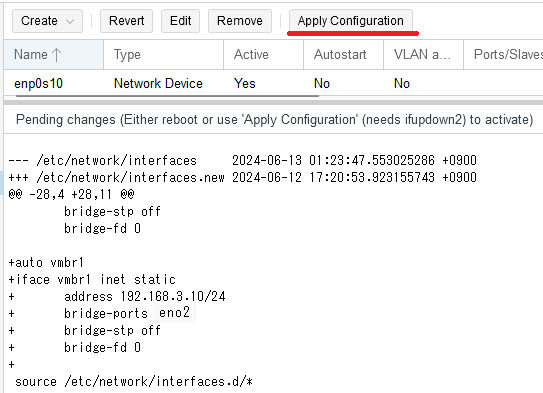 Create Revert Edit Remove Apply Configuration
Name ↑ Type Active Autostart VLAN a... Ports/Slaves
enp0s10 Network Device Yes No No
Pending changes (Either reboot or use 'Apply Configuration' (needs ifupdown2) to activate)
--- /etc/network/interfaces 2024-06-13 01:23:47.553025286 +0900
+++ /etc/network/interfaces.new 2024-06-12 17:20:53.923155743 +0900
@@ -28,4 +28,11 @@
bridge-stp off
bridge-fd 0
+auto vmbr1
+iface vmbr1 inet static
+ address 192.168.3.10/24
+ bridge-ports eno2
+ bridge-stp off
+ bridge-fd 0
+
source /etc/network/interfaces.d/*